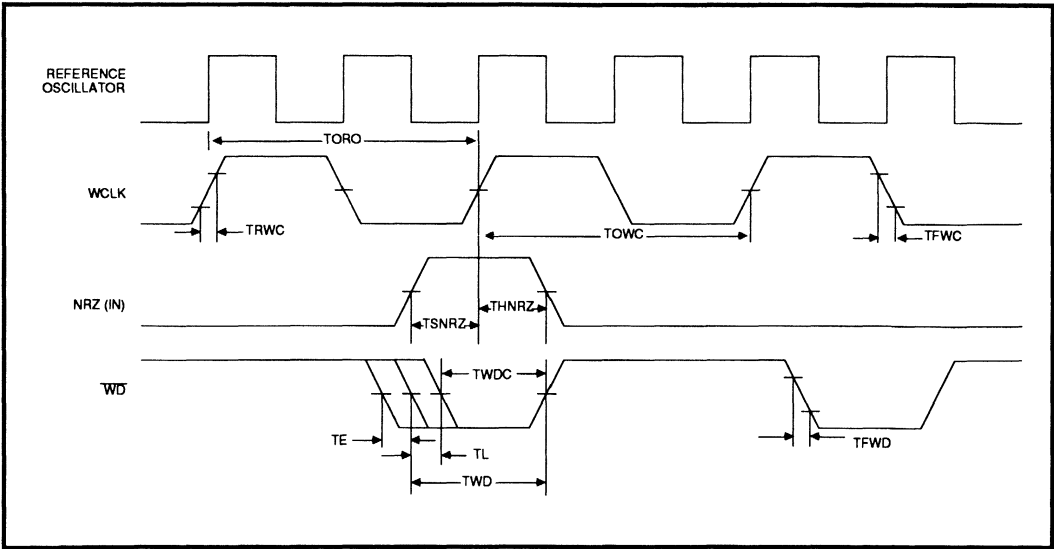 REFERENCE
OSCILLATOR
TORO
WCLK
TRWC
TOWC
TFWC
NRZ (IN)
THNRZ
TSNRZ
WD
TWDC
TE
TL
TFWD
TWD